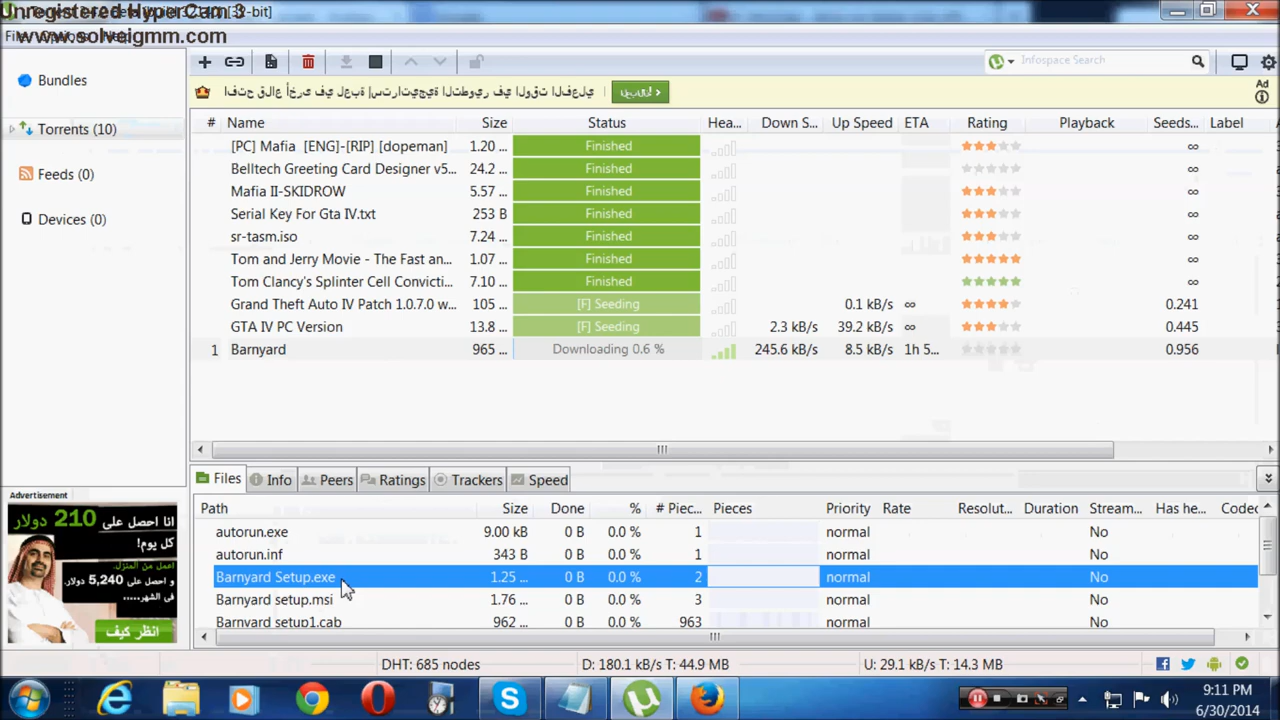 Unregistered HyperCam 3
www.solveigmm.com
Bundles
Torrents (10)
Feeds (0)
Devices (0)
Infospace Search
Ad
# Name Size Status Hea... Down S... Up Speed ETA Rating Playback Seeds... Label
[PC] Mafia [ENG]-[RIP] [dopeman] 1.20 ... Finished ∞
Belltech Greeting Card Designer v5... 24.2 ... Finished ∞
Mafia II-SKIDROW 5.57 ... Finished ∞
Serial Key For Gta IV.txt 253 B Finished ∞
sr-tasm.iso 7.24 ... Finished ∞
Tom and Jerry Movie - The Fast an... 1.07 ... Finished ∞
Tom Clancy's Splinter Cell Convicti... 7.10 ... Finished ∞
Grand Theft Auto IV Patch 1.0.7.0 w... 105 ... [F] Seeding 0.1 kB/s ∞ 0.241
GTA IV PC Version 13.8 ... [F] Seeding 2.3 kB/s 39.2 kB/s ∞ 0.445
1 Barnyard 965 ... Downloading 0.6 % 245.6 kB/s 8.5 kB/s 1h 5... 0.956
Files Info Peers Ratings Trackers Speed
Path Size Done % # Piec... Pieces Priority Rate Resolut... Duration Stream... Has he... Codec
autorun.exe 9.00 kB 0 B 0.0 % 1 normal No
autorun.inf 343 B 0 B 0.0 % 1 normal No
Barnyard Setup.exe 1.25 ... 0 B 0.0 % 2 normal No
Barnyard setup.msi 1.76 ... 0 B 0.0 % 3 normal No
Barnyard setup1.cab 962 ... 0 B 0.0 % 963 normal No
Advertisement
انا احصل على 210 دولار
كل يوم!
اعمل من المنزل.
و احصل على 5,240 دولار
في الشهر.....
انظر كيف
DHT: 685 nodes D: 180.1 kB/s T: 44.9 MB U: 29.1 kB/s T: 14.3 MB
9:11 PM
6/30/2014